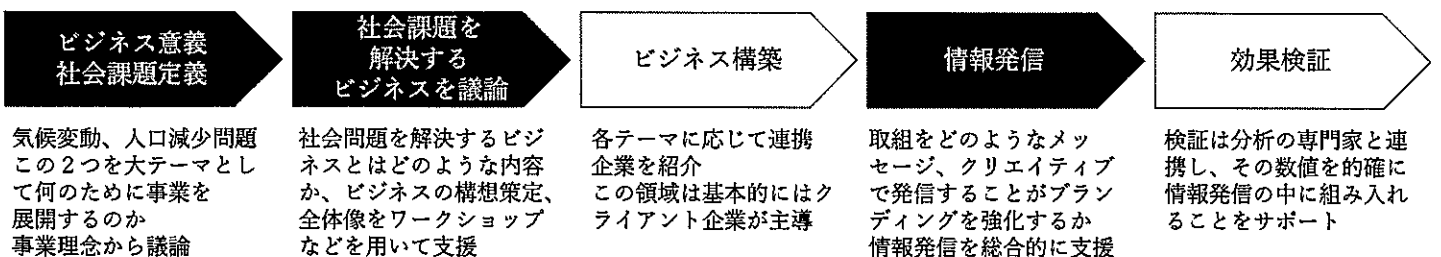 ビジネス意義
社会課題定義
社会課題を
解決する
ビジネスを議論
ビジネス構築
情報発信
効果検証
気候変動、人口減少問題
この2つを大テーマとし
て何のために事業を
展開するのか
事業理念から議論
社会問題を解決するビジ
ネスとはどのような内容
か、ビジネスの構想策定、
全体像をワークショップ
などを用いて支援
各テーマに応じて連携
企業を紹介
この領域は基本的にはク
ライアント企業が主導
取組をどのようなメッ
セージ、クリエイティブ
で発信することがブラン
ディングを強化するか
情報発信を総合的に支援
検証は分析の専門家と連
携し、その数値を的確に
情報発信の中に組み入れ
ることをサポート